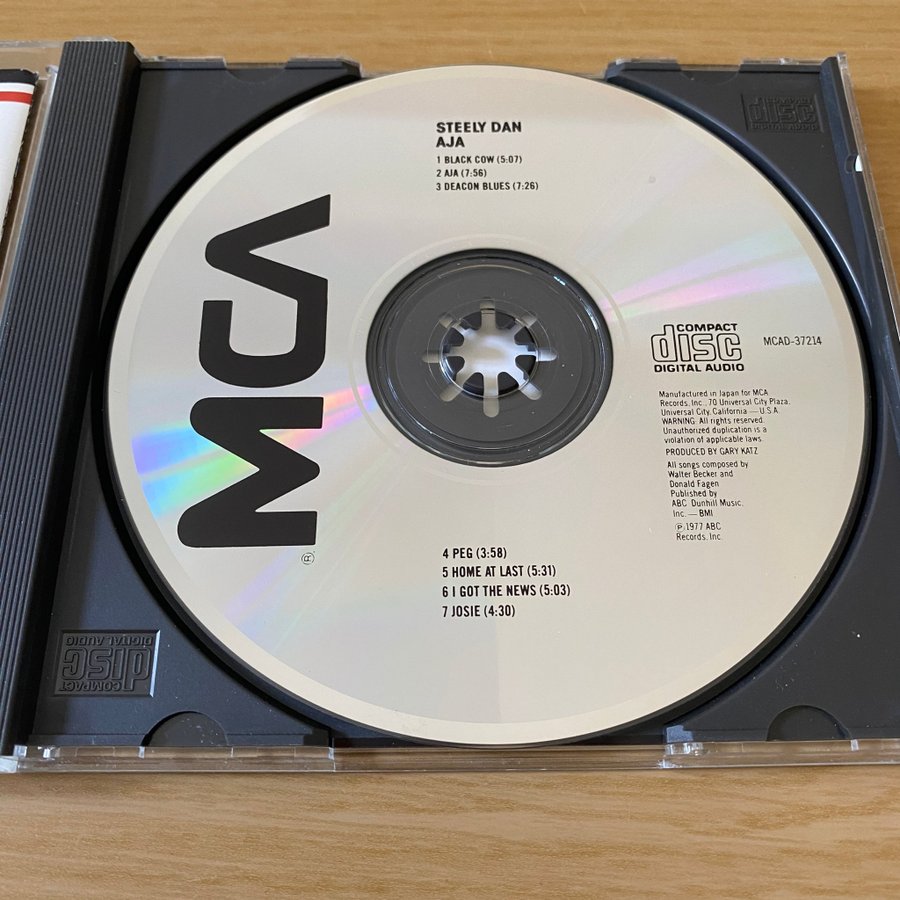 STEELY DAN
AJA
1 BLACK COW (5:07)
2 AJA (7:56)
3 DEACON BLUES (7:26)
MCA
®
COMPACT
disc
DIGITAL AUDIO
MCAD-37214
Manufactured in Japan for MCA
Records, Inc., 70 Universal City Plaza,
Universal City, California — U.S.A.
WARNING: All rights reserved.
Unauthorized duplication is a
violation of applicable laws.
PRODUCED BY GARY KATZ
All songs composed by
Walter Becker and
Donald Fagen
Published by
ABC Dunhill Music,
Inc. — BMI
℗ 1977 ABC
Records, Inc.
4 PEG (3:58)
5 HOME AT LAST (5:31)
6 I GOT THE NEWS (5:03)
7 JOSIE (4:30)
COMPACT
disc
DIGITAL AUDIO
COMPACT
disc
DIGITAL AUDIO